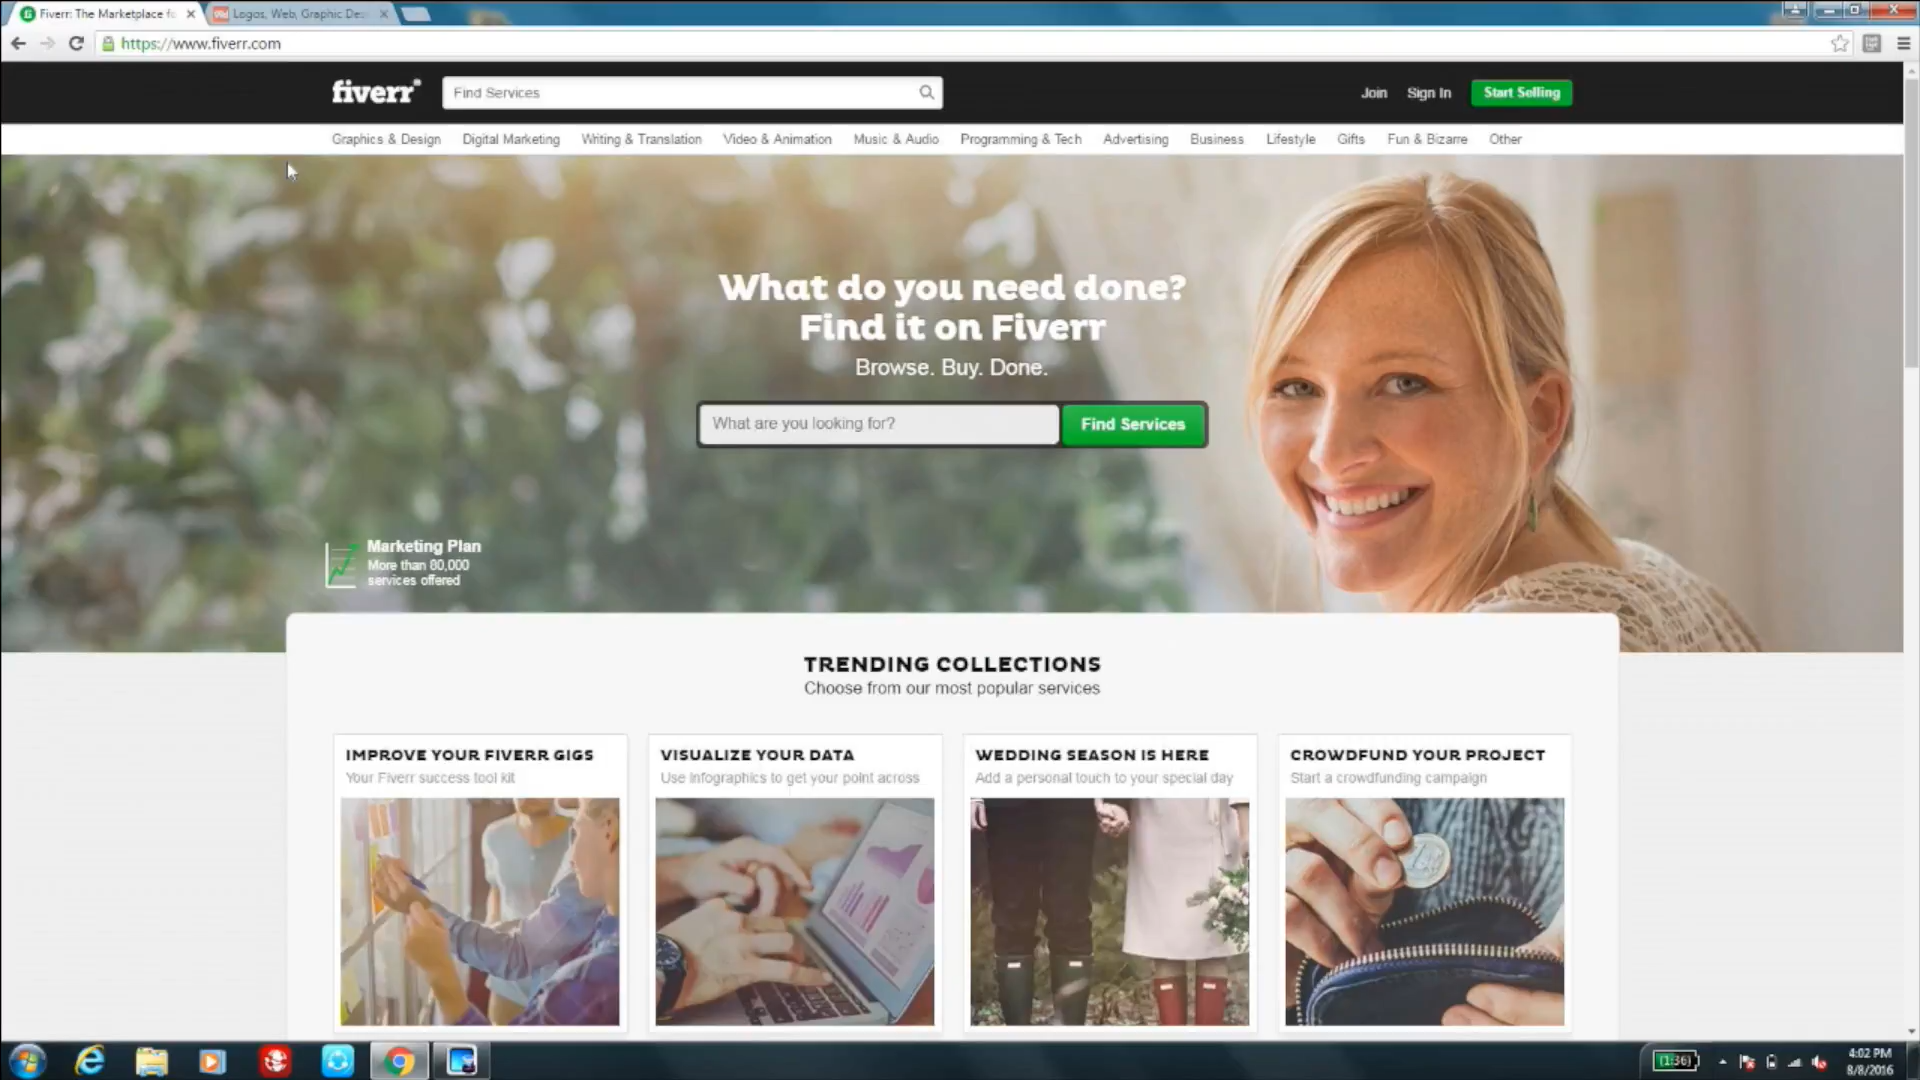 Fiverr: The Marketplace fo
Logos, Web, Graphic Des
https://www.fiverr.com
fiverr
Find Services
Join
Sign In
Start Selling
Graphics & Design
Digital Marketing
Writing & Translation
Video & Animation
Music & Audio
Programming & Tech
Advertising
Business
Lifestyle
Gifts
Fun & Bizarre
Other
What do you need done?
Find it on Fiverr
Browse. Buy. Done.
What are you looking for?
Find Services
Marketing Plan
More than 80,000
services offered
TRENDING COLLECTIONS
Choose from our most popular services
IMPROVE YOUR FIVERR GIGS
Your Fiverr success tool kit
VISUALIZE YOUR DATA
Use infographics to get your point across
WEDDING SEASON IS HERE
Add a personal touch to your special day
CROWDFUND YOUR PROJECT
Start a crowdfunding campaign
(1:36)
4:02 PM
8/8/2016